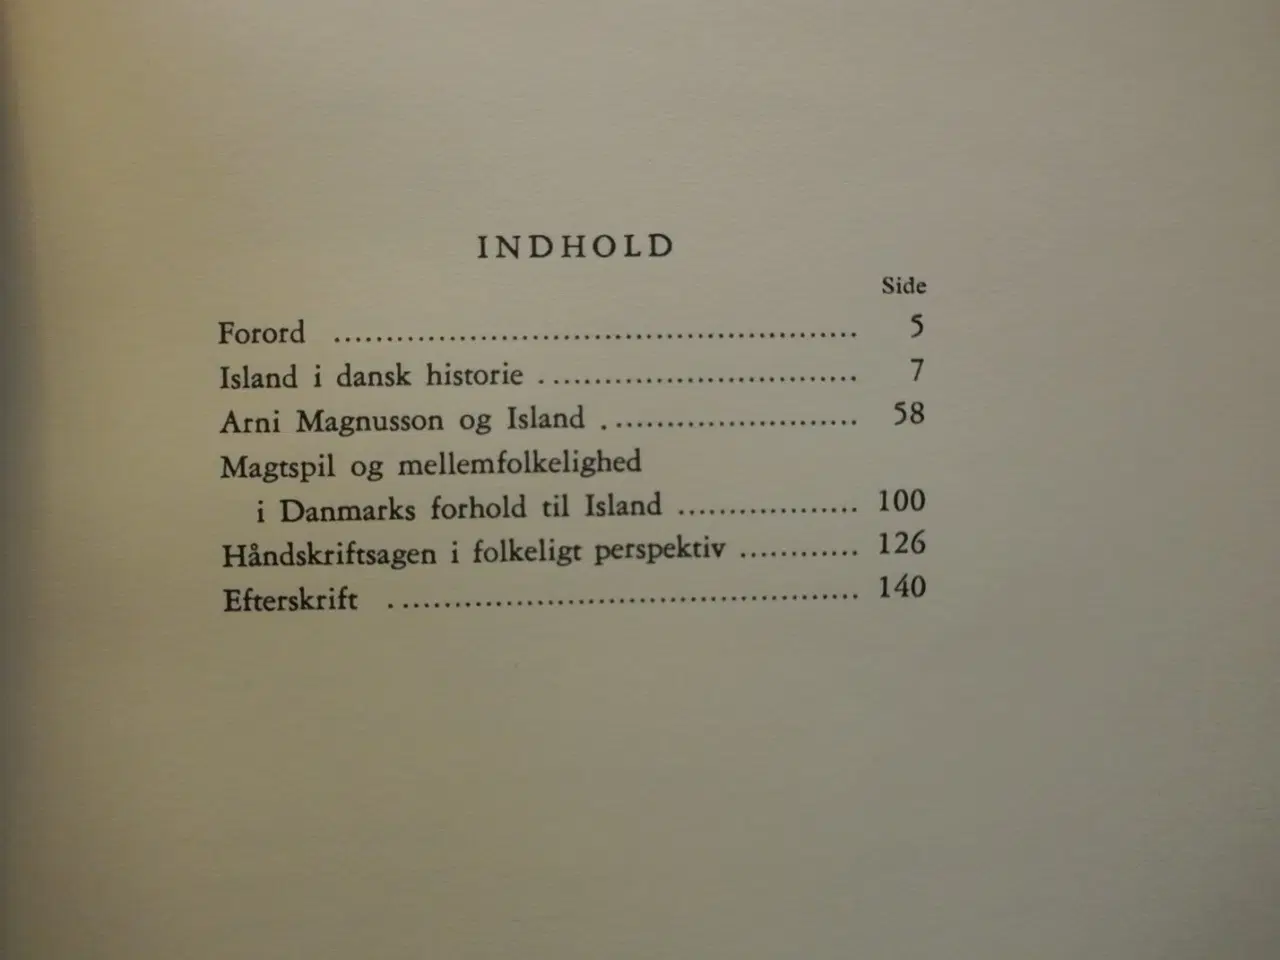 INDHOLD
Side
Forord .................................................. 5
Island i dansk historie .............................. 7
Arni Magnusson og Island ........................ 58
Magtspil og mellemfolkelighed
i Danmarks forhold til Island .................. 100
Håndskriftsagen i folkeligt perspektiv ............ 126
Efterskrift ............................................. 140